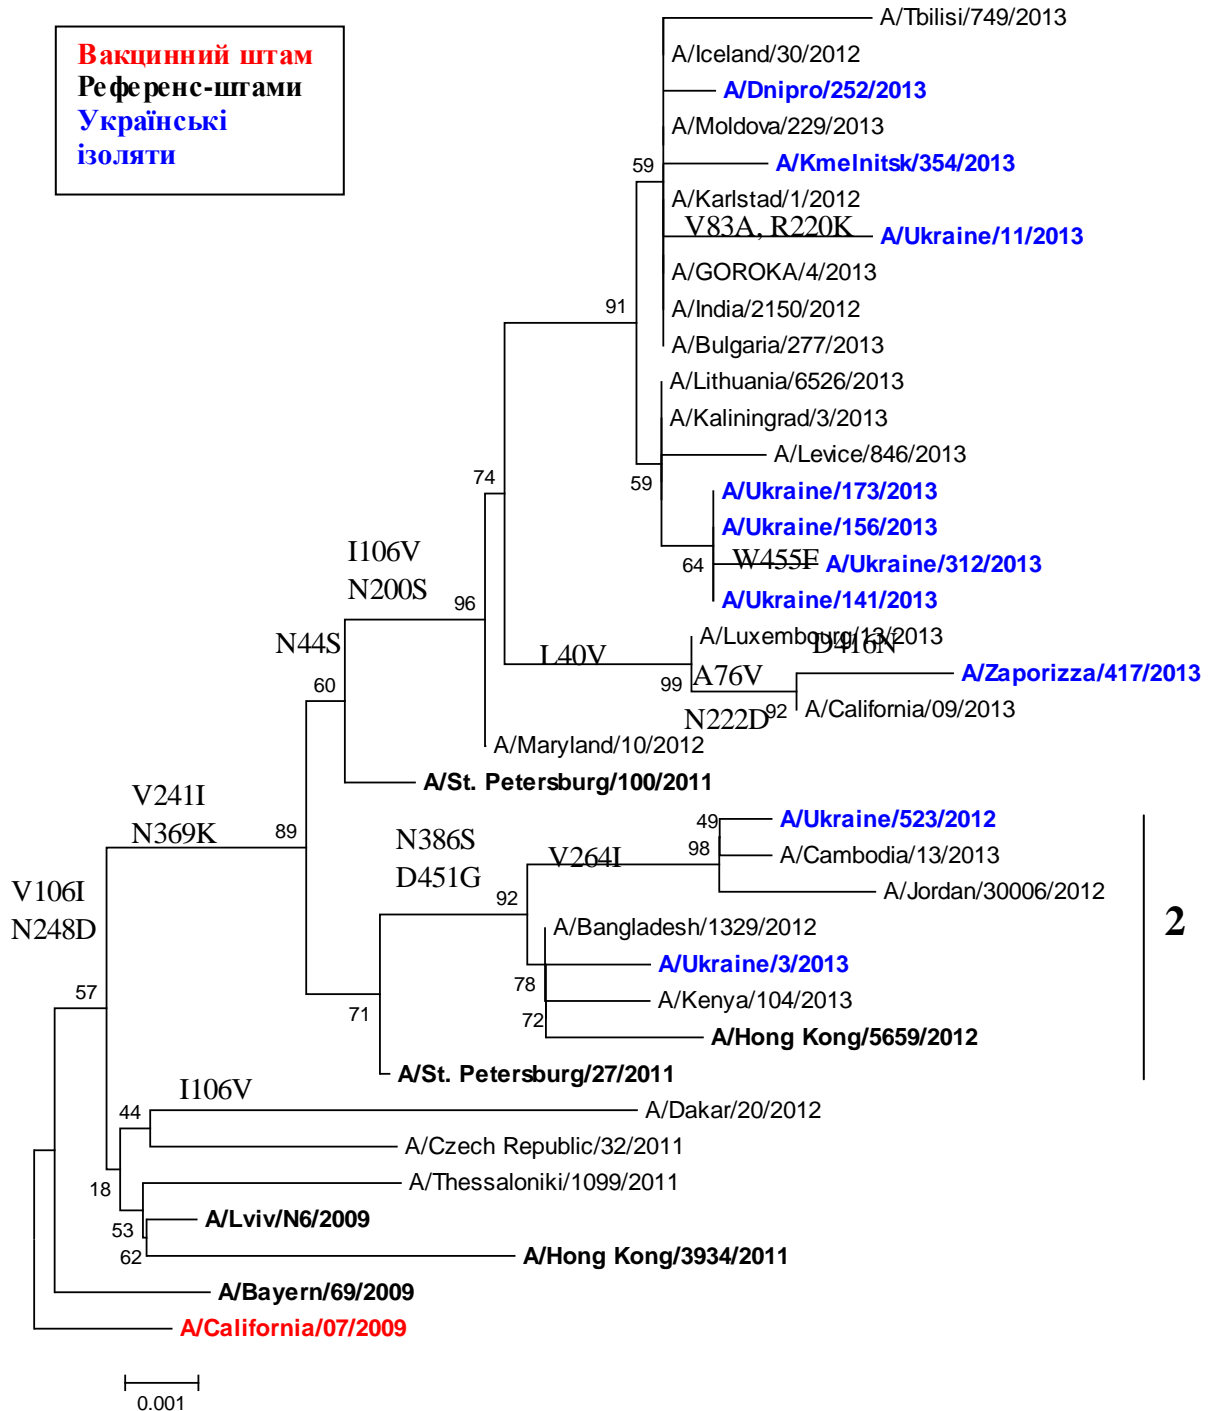 Вакцинний штам
Референс-штами
Українські
ізоляти
A/Tbilisi/749/2013
A/Iceland/30/2012
A/Dnipro/252/2013
A/Moldova/229/2013
59
A/Kmelnitsk/354/2013
A/Karlstad/1/2012
V83A, R220K
A/Ukraine/11/2013
A/GOROKA/4/2013
91
A/India/2150/2012
A/Bulgaria/277/2013
A/Lithuania/6526/2013
A/Kaliningrad/3/2013
A/Levice/846/2013
74
59
A/Ukraine/173/2013
A/Ukraine/156/2013
I106V
N200S
64
W455F
A/Ukraine/312/2013
96
A/Ukraine/141/2013
N44S
A/Luxembourg/13/2013
D416N
L40V
60
99
A76V
A/Zaporizza/417/2013
N222D
92
A/California/09/2013
A/Maryland/10/2012
A/St. Petersburg/100/2011
V241I
N369K
89
N386S
D451G
49
A/Ukraine/523/2012
V264I
98
A/Cambodia/13/2013
V106I
N248D
92
A/Jordan/30006/2012
2
A/Bangladesh/1329/2012
A/Ukraine/3/2013
57
78
A/Kenya/104/2013
71
72
A/Hong Kong/5659/2012
A/St. Petersburg/27/2011
I106V
44
A/Dakar/20/2012
A/Czech Republic/32/2011
18
A/Thessaloniki/1099/2011
53
A/Lviv/N6/2009
62
A/Hong Kong/3934/2011
A/Bayern/69/2009
A/California/07/2009
0.001